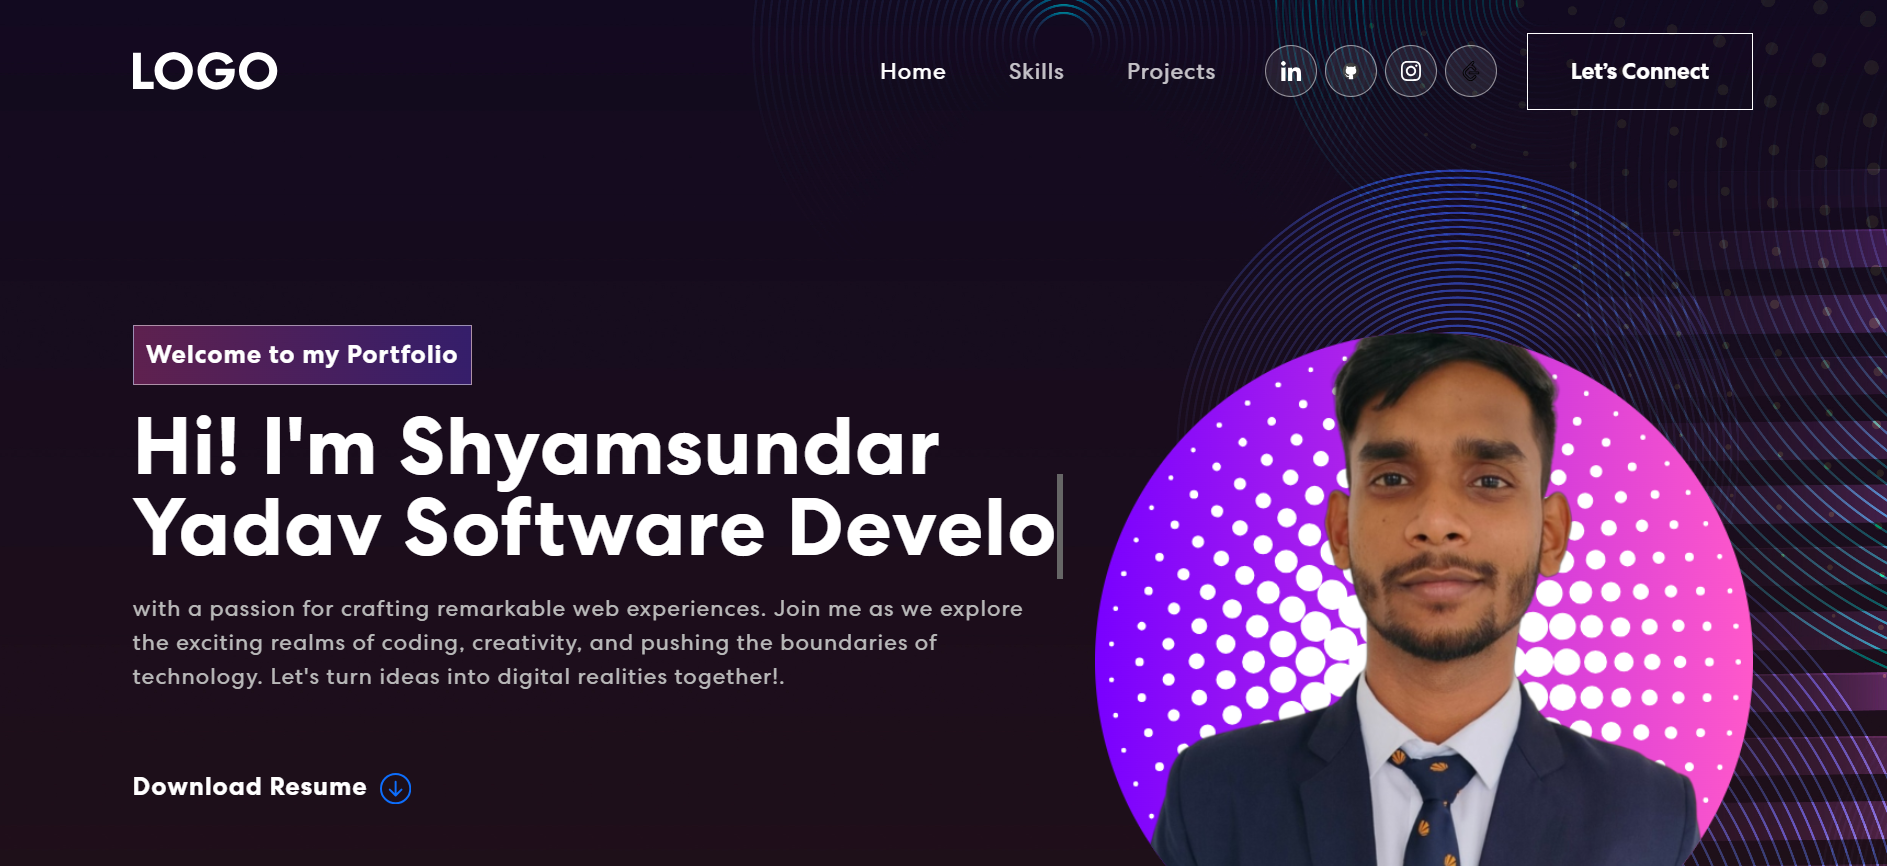 LOGO
Home Skills Projects Let’s Connect
Welcome to my Portfolio
Hi! I'm Shyamsundar
Yadav Software Develo
with a passion for crafting remarkable web experiences. Join me as we explore
the exciting realms of coding, creativity, and pushing the boundaries of
technology. Let's turn ideas into digital realities together!.
Download Resume